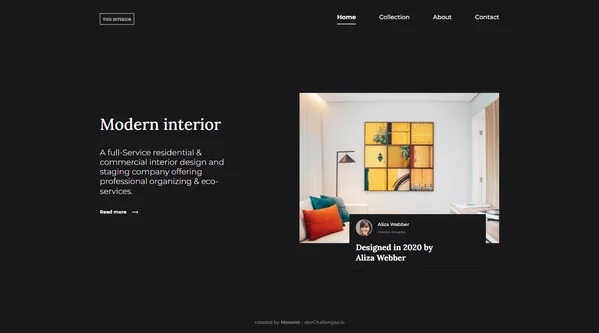 THIS INTERIOR
Home Collection About Contact
Modern interior
A full-Service residential &
commercial interior design and
staging company offering
professional organizing & eco-
services.
Read more
Aliza Webber
Interior designer
Designed in 2020 by
Aliza Webber
created by Mooenz - devChallenges.io